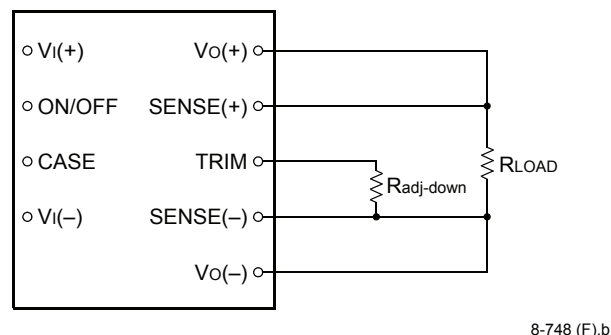 VI(+)
VO(+)
ON/OFF
SENSE(+)
CASE
TRIM
RLOAD
Radj-down
VI(–)
SENSE(–)
VO(–)
8-748 (F).b